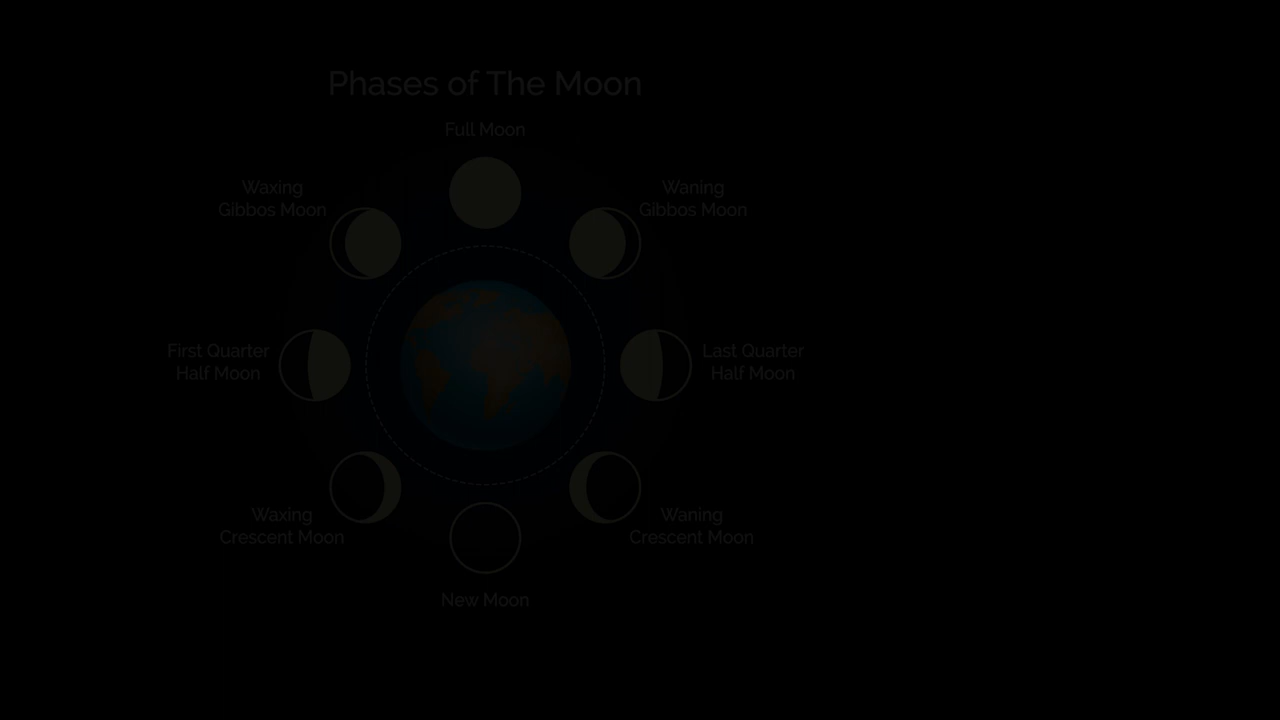 Phases of The Moon
Full Moon
Waxing
Gibbos Moon
Waning
Gibbos Moon
First Quarter
Half Moon
Last Quarter
Half Moon
Waxing
Crescent Moon
Waning
Crescent Moon
New Moon